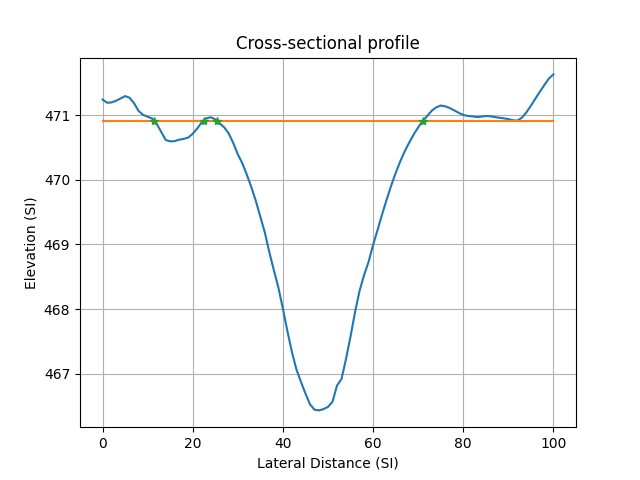 Cross-sectional profile
471
470
469
468
467
Elevation (SI)
0 20 40 60 80 100
Lateral Distance (SI)